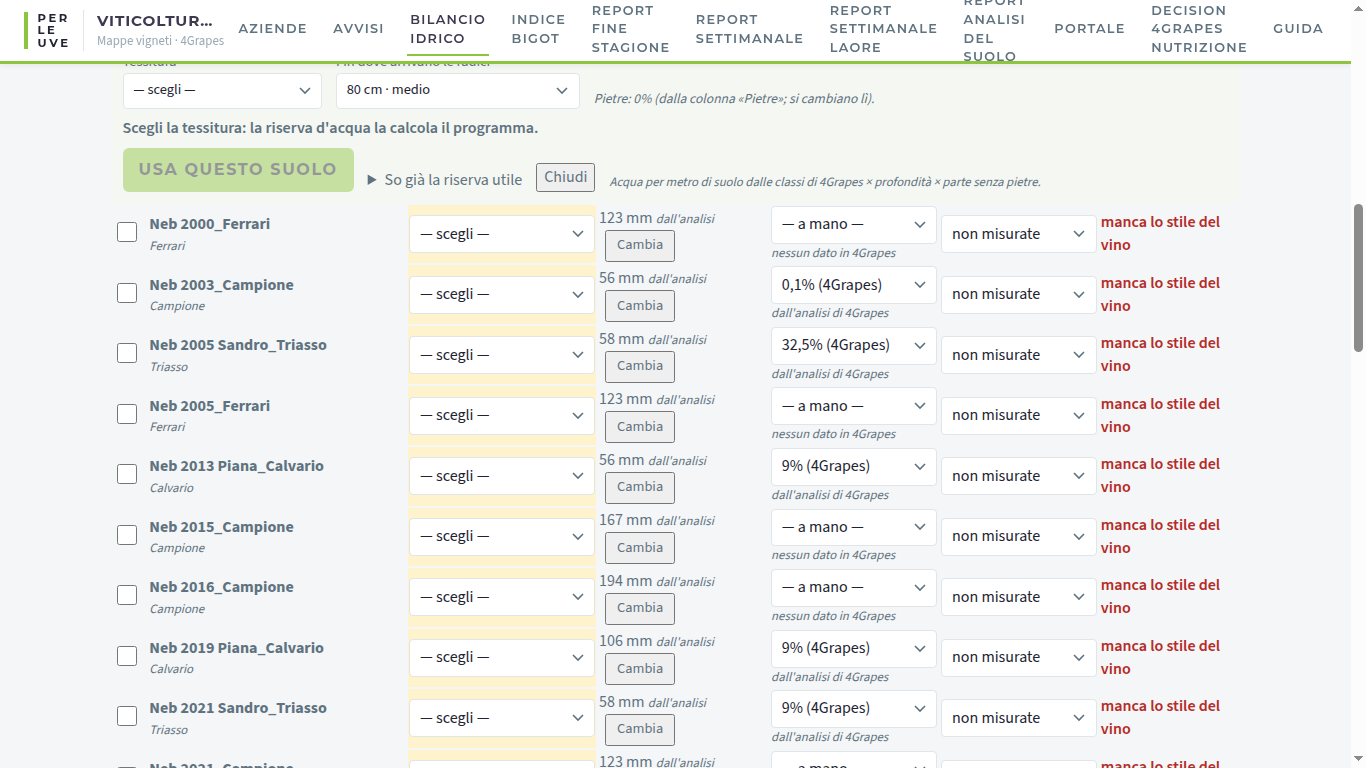 PER
LE
UVE
VITICOLTUR...
Mappe vigneti · 4Grapes
AZIENDE
AVVISI
BILANCIO
IDRICO
INDICE
BIGOT
REPORT
FINE
STAGIONE
REPORT
SETTIMANALE
REPORT
SETTIMANALE
LAORE
REPORT
ANALISI
DEL
SUOLO
PORTALE
DECISION
4GRAPES
NUTRIZIONE
GUIDA
— scegli —
80 cm · medio
Pietre: 0% (dalla colonna «Pietre»; si cambiano lì).
Scegli la tessitura: la riserva d'acqua la calcola il programma.
USA QUESTO SUOLO
▶ So già la riserva utile
Chiudi
Acqua per metro di suolo dalle classi di 4Grapes × profondità × parte senza pietre.
Neb 2000_Ferrari
Ferrari
— scegli —
123 mm dall'analisi
Cambia
— a mano —
nessun dato in 4Grapes
non misurate
manca lo stile del
vino
Neb 2003_Campione
Campione
— scegli —
56 mm dall'analisi
Cambia
0,1% (4Grapes)
dall'analisi di 4Grapes
non misurate
manca lo stile del
vino
Neb 2005 Sandro_Triasso
Triasso
— scegli —
58 mm dall'analisi
Cambia
32,5% (4Grapes)
dall'analisi di 4Grapes
non misurate
manca lo stile del
vino
Neb 2005_Ferrari
Ferrari
— scegli —
123 mm dall'analisi
Cambia
— a mano —
nessun dato in 4Grapes
non misurate
manca lo stile del
vino
Neb 2013 Piana_Calvario
Calvario
— scegli —
56 mm dall'analisi
Cambia
9% (4Grapes)
dall'analisi di 4Grapes
non misurate
manca lo stile del
vino
Neb 2015_Campione
Campione
— scegli —
167 mm dall'analisi
Cambia
— a mano —
nessun dato in 4Grapes
non misurate
manca lo stile del
vino
Neb 2016_Campione
Campione
— scegli —
194 mm dall'analisi
Cambia
— a mano —
nessun dato in 4Grapes
non misurate
manca lo stile del
vino
Neb 2019 Piana_Calvario
Calvario
— scegli —
106 mm dall'analisi
Cambia
9% (4Grapes)
dall'analisi di 4Grapes
non misurate
manca lo stile del
vino
Neb 2021 Sandro_Triasso
Triasso
— scegli —
58 mm dall'analisi
Cambia
9% (4Grapes)
dall'analisi di 4Grapes
non misurate
manca lo stile del
vino
Neb 2021_Campione
123 mm dall'analisi
— a mano —
manca lo stile del